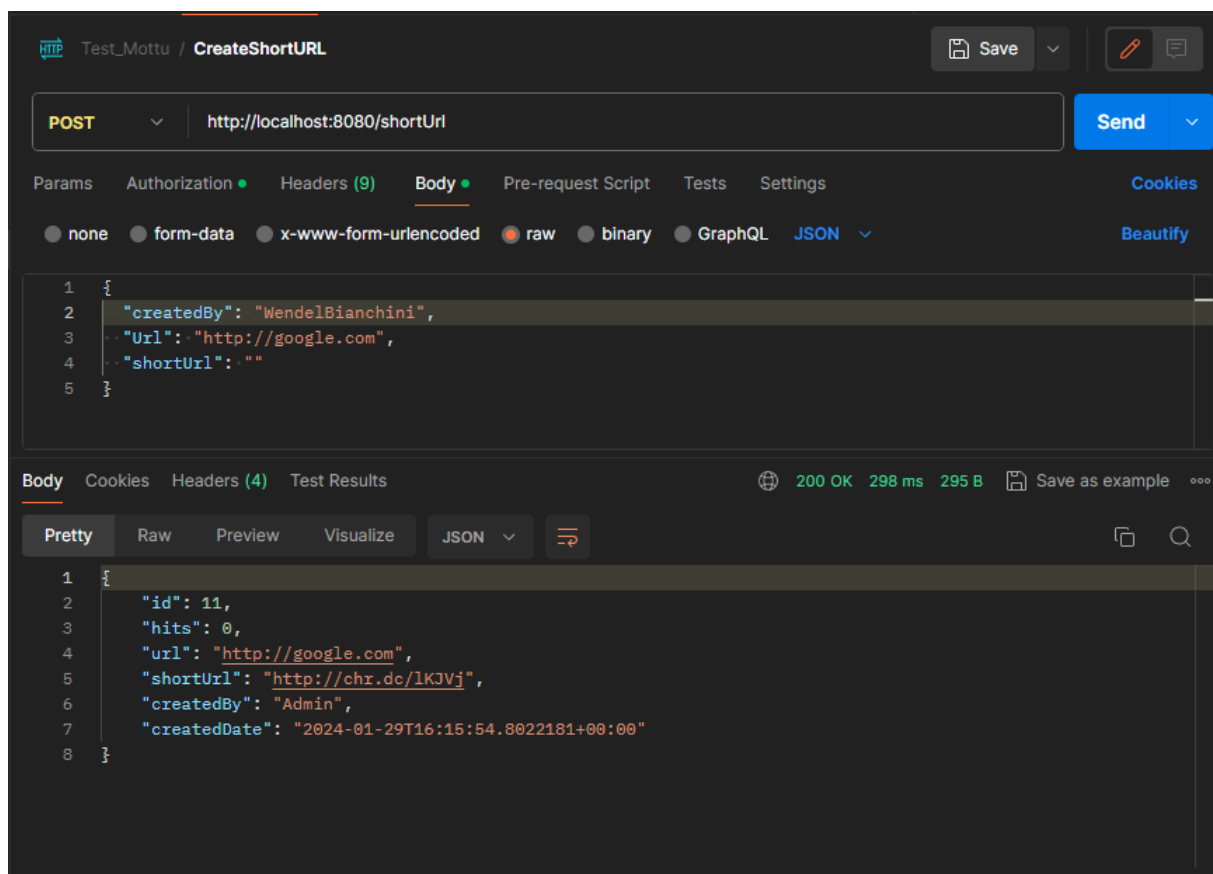 HTTP Test_Mottu / CreateShortURL Save
POST http://localhost:8080/shortUrl Send
Params Authorization Headers (9) Body Pre-request Script Tests Settings Cookies
none form-data x-www-form-urlencoded raw binary GraphQL JSON Beautify
1 {
2 "createdBy": "WendelBianchini",
3 "Url": "http://google.com",
4 "shortUrl": ""
5 }
Body Cookies Headers (4) Test Results 200 OK 298 ms 295 B Save as example
Pretty Raw Preview Visualize JSON
1 {
2 "id": 11,
3 "hits": 0,
4 "url": "http://google.com",
5 "shortUrl": "http://chr.dc/lKJVj",
6 "createdBy": "Admin",
7 "createdDate": "2024-01-29T16:15:54.8022181+00:00"
8 }